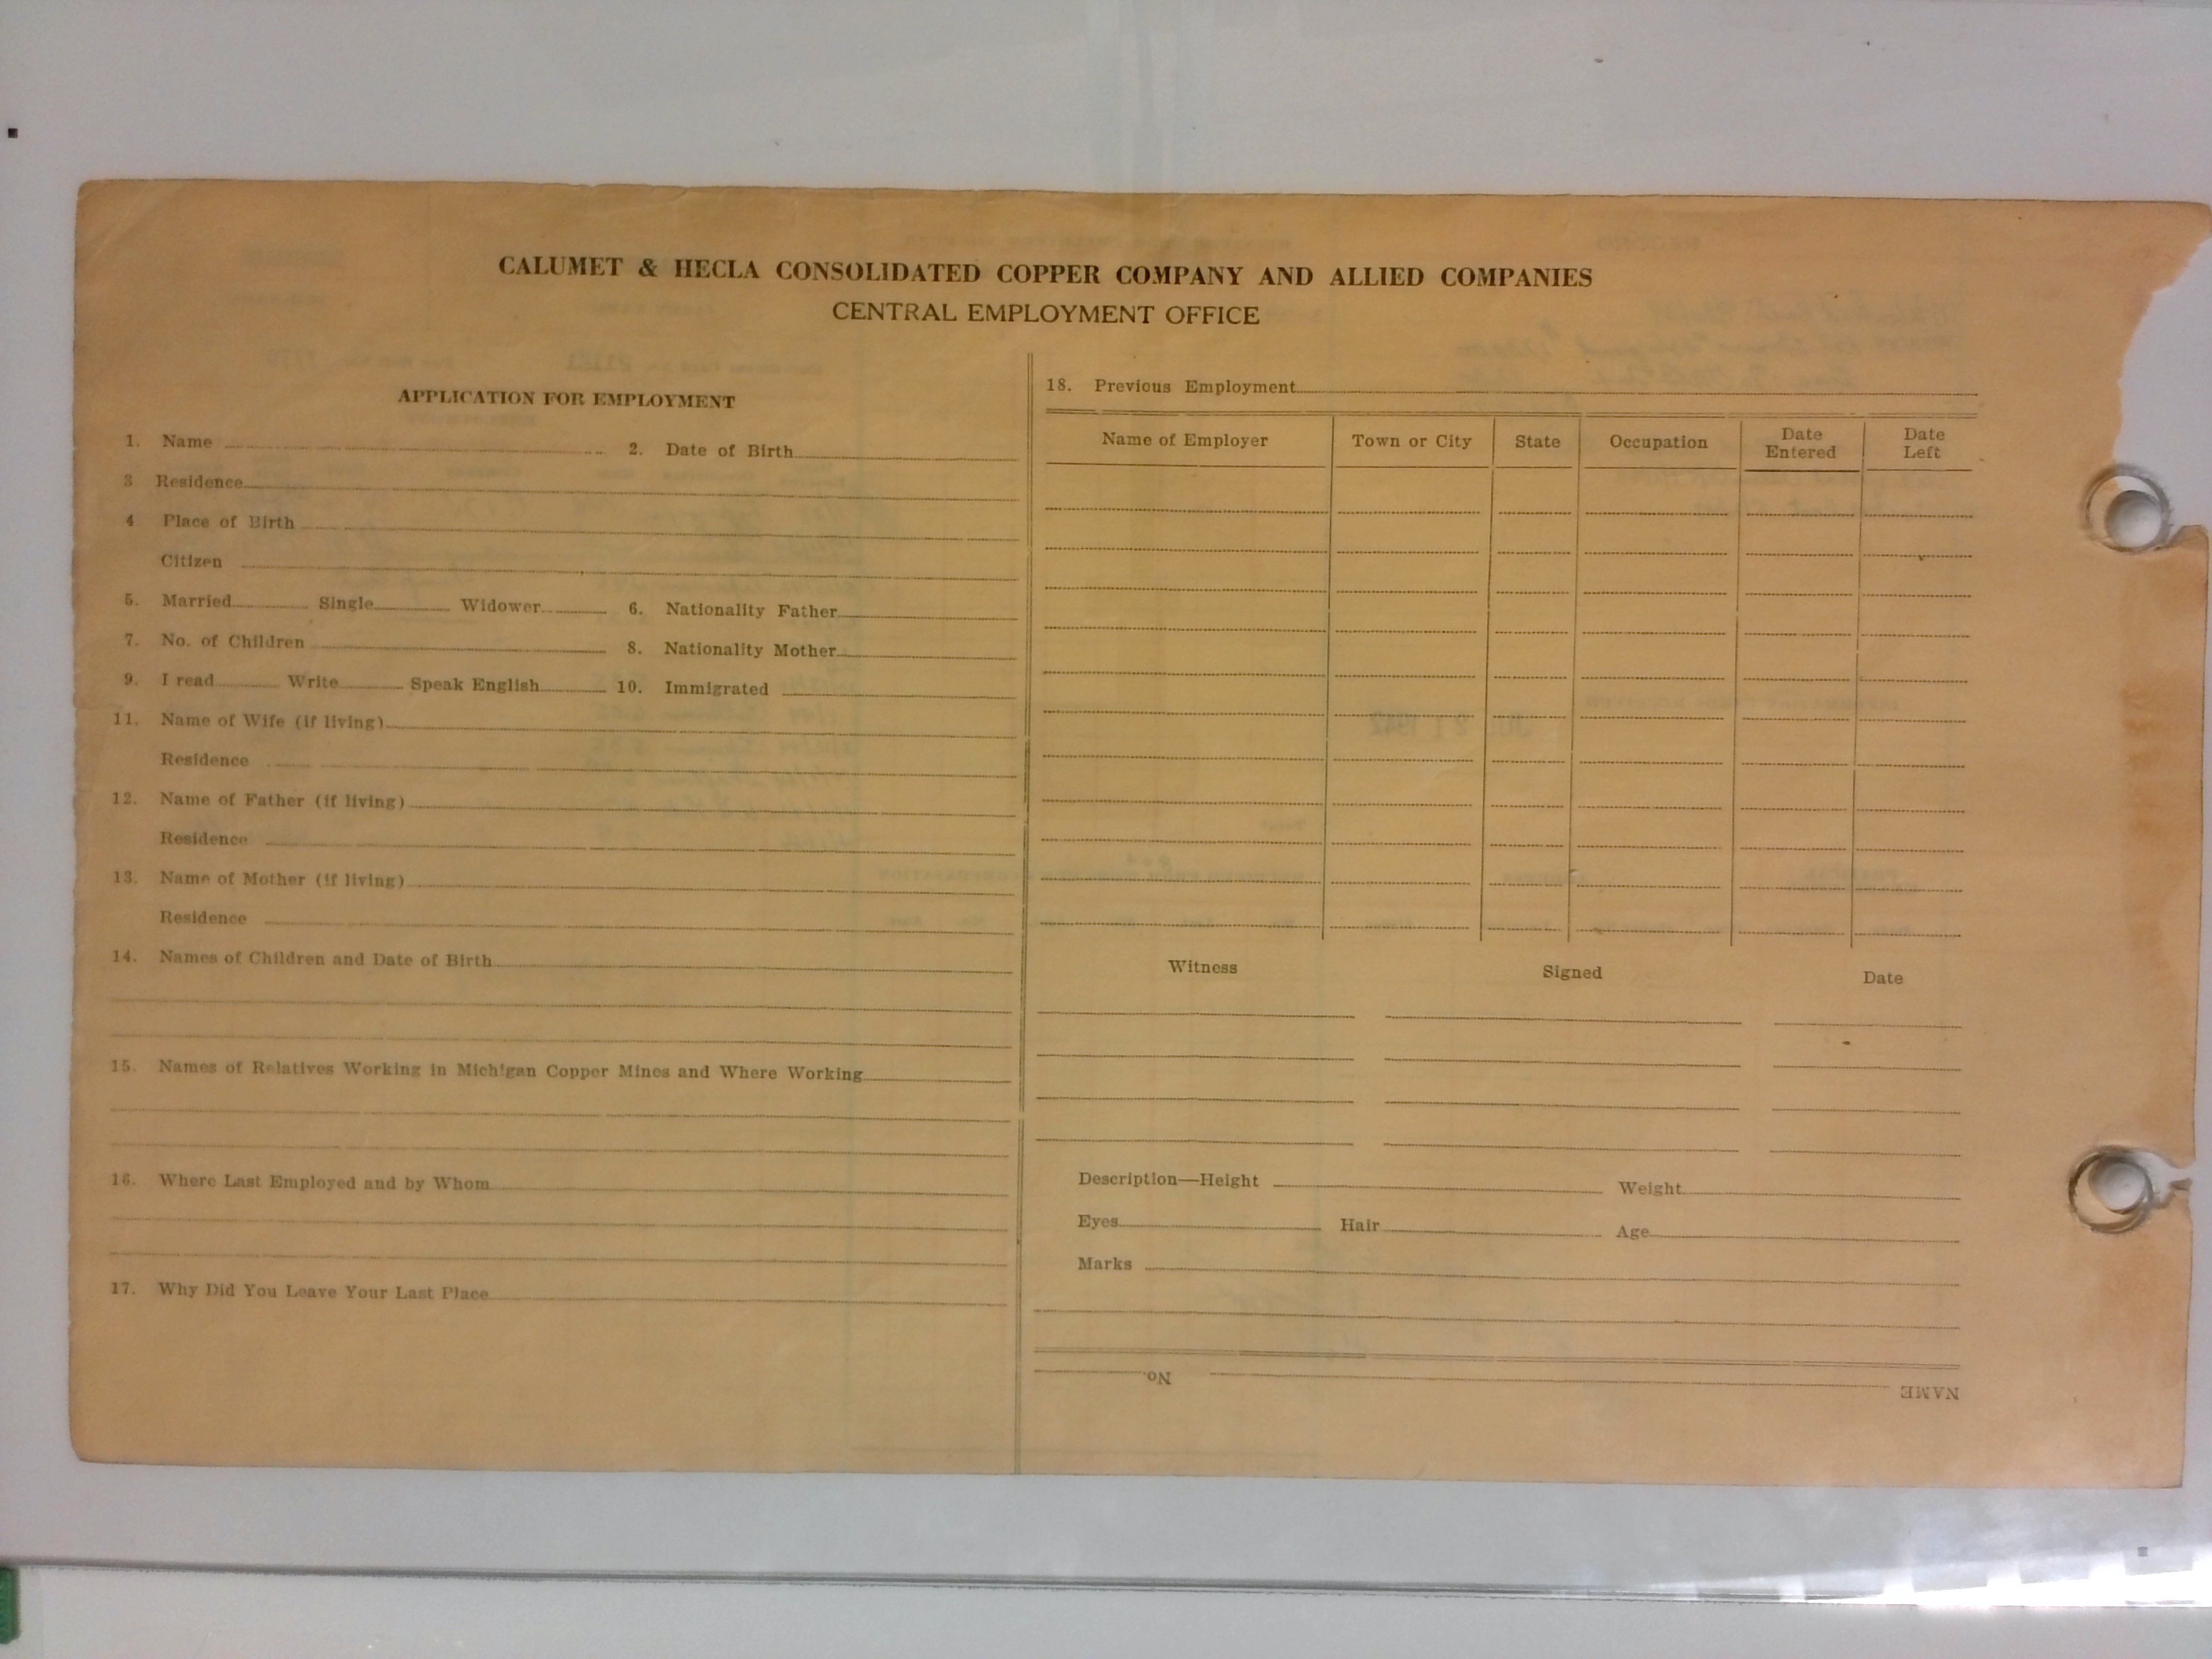 CALUMET & HECLA CONSOLIDATED COPPER COMPANY AND ALLIED COMPANIES
CENTRAL EMPLOYMENT OFFICE
APPLICATION FOR EMPLOYMENT
1. Name 2. Date of Birth
3 Residence
4 Place of Birth
Citizen
5. Married Single Widower 6. Nationality Father
7. No. of Children 8. Nationality Mother
9. I read Write Speak English 10. Immigrated
11. Name of Wife (if living)
Residence
12. Name of Father (if living)
Residence
13. Name of Mother (if living)
Residence
14. Names of Children and Date of Birth
15. Names of Relatives Working in Michigan Copper Mines and Where Working
16. Where Last Employed and by Whom
17. Why Did You Leave Your Last Place
18. Previous Employment
Name of Employer Town or City State Occupation Date Entered Date Left
Witness Signed Date
Description—Height Weight
Eyes Hair Age
Marks
NAME No.